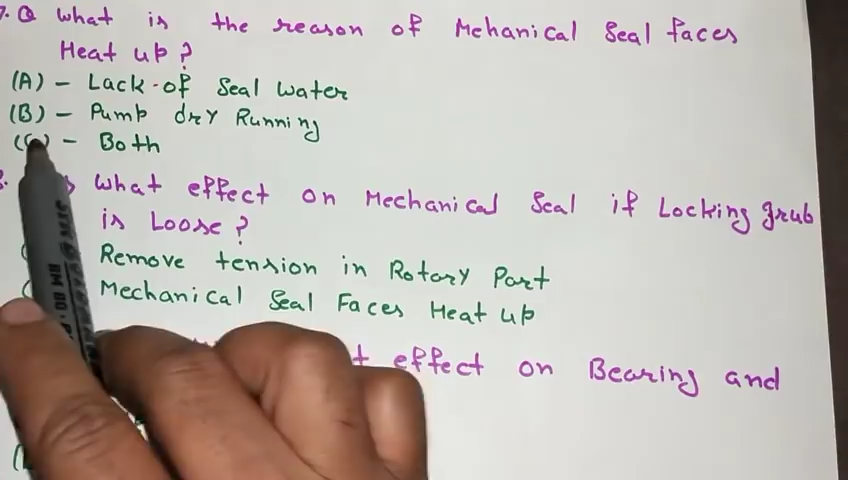 7. Q What is the reason of Mehanical Seal faces
Heat up?
(A) - Lack of Seal Water
(B) - Pump dry Running
(C) - Both
8. What effect on Mechanical Seal if Locking grub
is Loose?
Remove tension in Rotary Part
Mechanical Seal Faces Heat up
effect on Bearing and